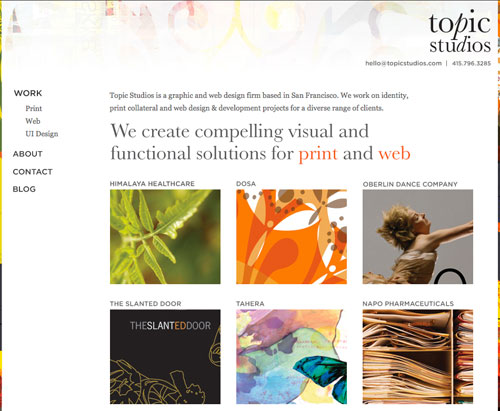 topic
studios
hello@topicstudios.com | 415.796.3285
WORK
Print
Web
UI Design
ABOUT
CONTACT
BLOG
Topic Studios is a graphic and web design firm based in San Francisco. We work on identity,
print collateral and web design & development projects for a diverse range of clients.
We create compelling visual and
functional solutions for print and web
HIMALAYA HEALTHCARE
DOSA
OBERLIN DANCE COMPANY
THE SLANTED DOOR
TAHERA
NAPO PHARMACEUTICALS
THESLANTEDDOOR